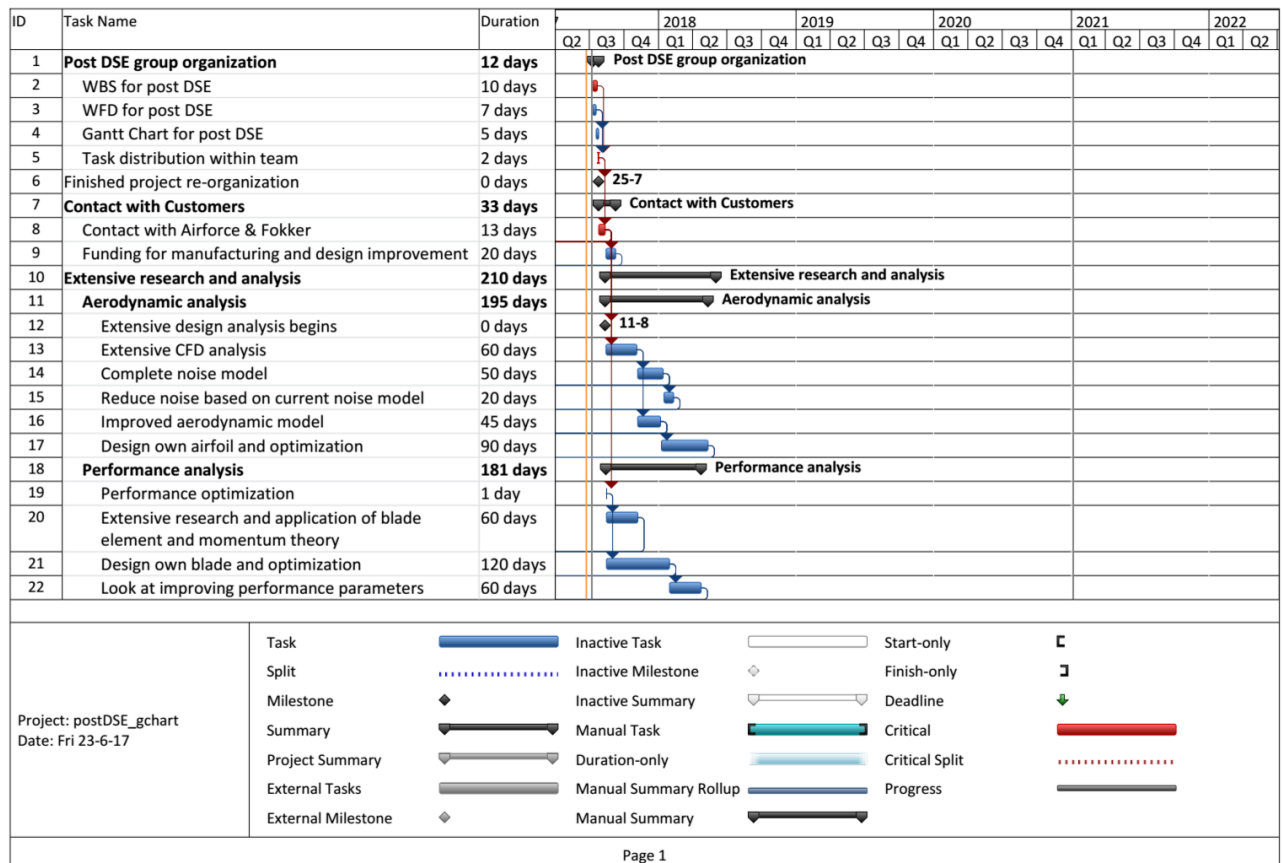 ID Task Name Duration 2018 2019 2020 2021 2022
Q2 Q3 Q4 Q1 Q2 Q3 Q4 Q1 Q2 Q3 Q4 Q1 Q2 Q3 Q4 Q1 Q2 Q3 Q4 Q1 Q2
1 Post DSE group organization 12 days Post DSE group organization
2 WBS for post DSE 10 days
3 WFD for post DSE 7 days
4 Gantt Chart for post DSE 5 days
5 Task distribution within team 2 days
6 Finished project re-organization 0 days 25-7
7 Contact with Customers 33 days Contact with Customers
8 Contact with Airforce & Fokker 13 days
9 Funding for manufacturing and design improvement 20 days
10 Extensive research and analysis 210 days Extensive research and analysis
11 Aerodynamic analysis 195 days Aerodynamic analysis
12 Extensive design analysis begins 0 days 11-8
13 Extensive CFD analysis 60 days
14 Complete noise model 50 days
15 Reduce noise based on current noise model 20 days
16 Improved aerodynamic model 45 days
17 Design own airfoil and optimization 90 days
18 Performance analysis 181 days Performance analysis
19 Performance optimization 1 day
20 Extensive research and application of blade 60 days
element and momentum theory
21 Design own blade and optimization 120 days
22 Look at improving performance parameters 60 days
Project: postDSE_gchart
Date: Fri 23-6-17
Task Inactive Task Start-only
Split Inactive Milestone Finish-only
Milestone Inactive Summary Deadline
Summary Manual Task Critical
Project Summary Duration-only Critical Split
External Tasks Manual Summary Rollup Progress
External Milestone Manual Summary
Page 1